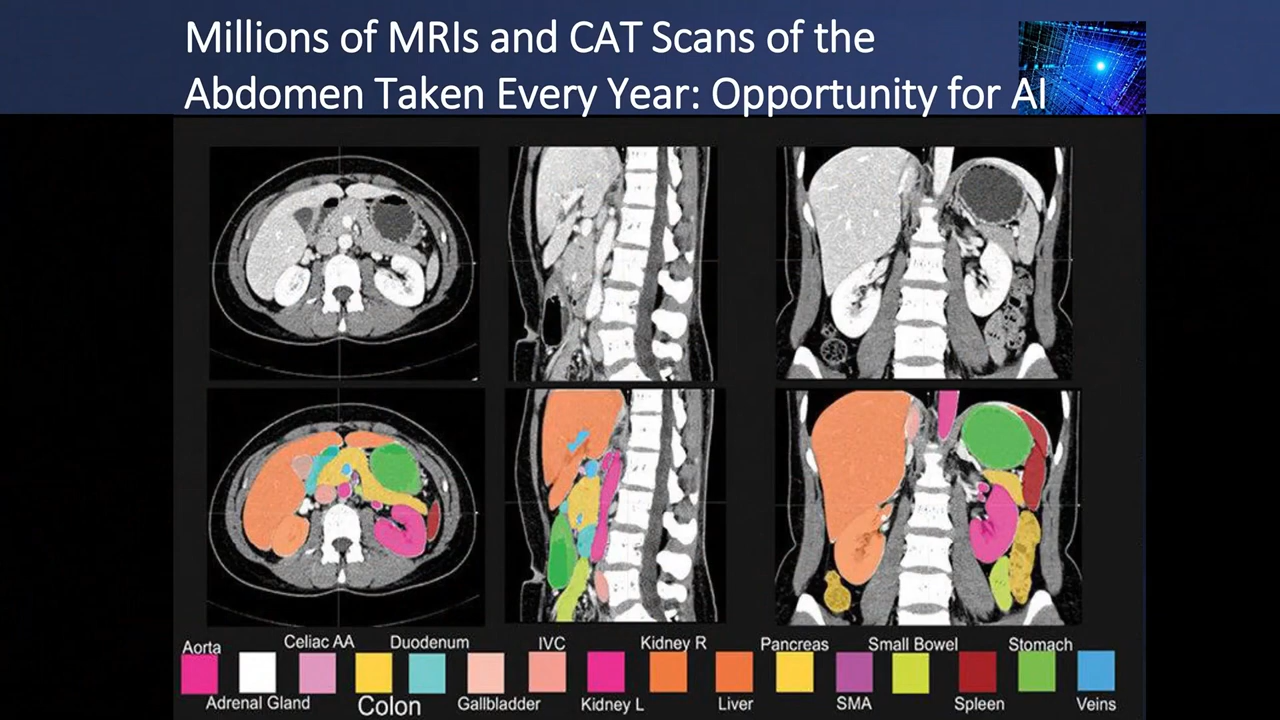 Millions of MRIs and CAT Scans of the
Abdomen Taken Every Year: Opportunity for AI
Aorta Celiac AA Duodenum IVC Kidney R Pancreas Small Bowel Stomach
Adrenal Gland Colon Gallbladder Kidney L Liver SMA Spleen Veins